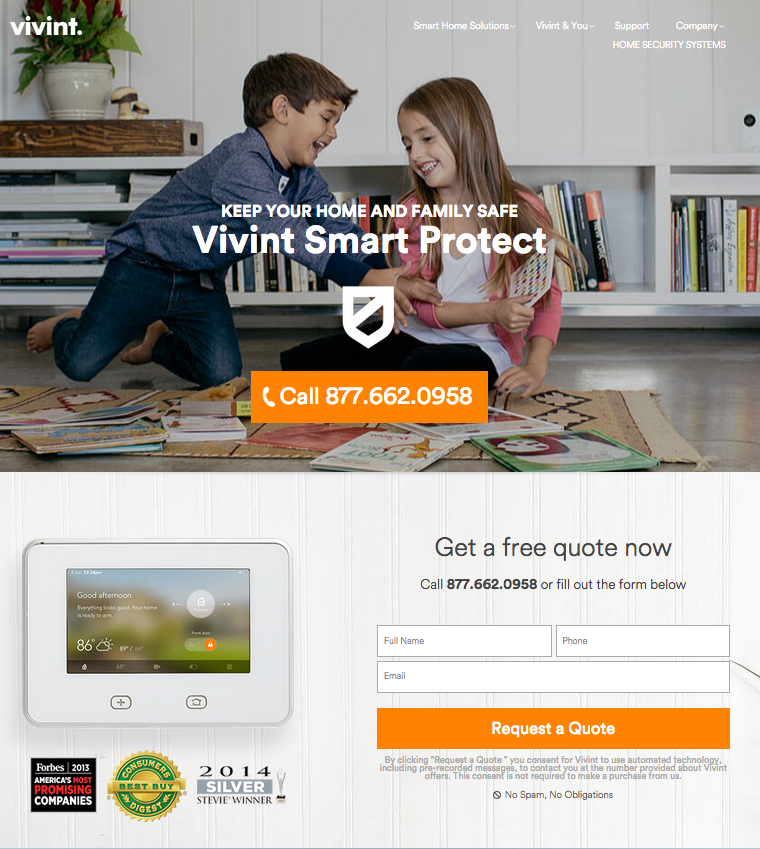 vivint.
Smart Home Solutions
Vivint & You
Support
Company
HOME SECURITY SYSTEMS
KEEP YOUR HOME AND FAMILY SAFE
Vivint Smart Protect
Call 877.662.0958
Good afternoon
Everything looks good. Your home
is ready to arm.
Front door
86°
89° / 66°
68°
Get a free quote now
Call 877.662.0958 or fill out the form below
Full Name
Phone
Email
Request a Quote
By clicking "Request a Quote " you consent for Vivint to use automated technology,
including pre-recorded messages, to contact you at the number provided about Vivint
offers. This consent is not required to make a purchase from us.
No Spam, No Obligations
Forbes 2013
AMERICA'S MOST
PROMISING
COMPANIES
CONSUMERS
BEST BUY
DIGEST
2014
SILVER
STEVIE WINNER